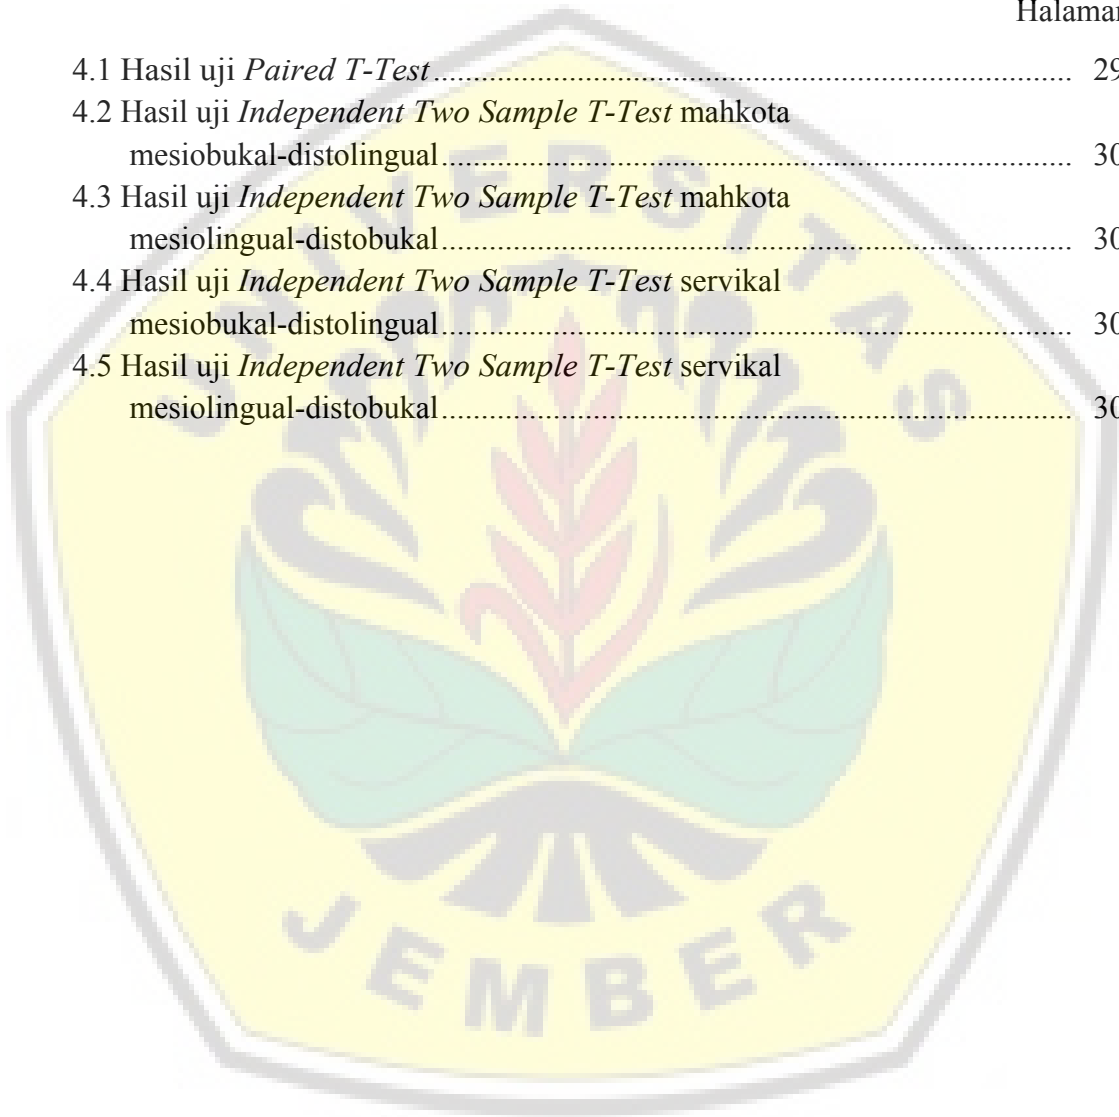 Halaman
4.1 Hasil uji Paired T-Test........................................................................... 29
4.2 Hasil uji Independent Two Sample T-Test mahkota
mesiobukal-distolingual........................................................................... 30
4.3 Hasil uji Independent Two Sample T-Test mahkota
mesiolingual-distobukal........................................................................... 30
4.4 Hasil uji Independent Two Sample T-Test servikal
mesiobukal-distolingual........................................................................... 30
4.5 Hasil uji Independent Two Sample T-Test servikal
mesiolingual-distobukal........................................................................... 30
UNIVERSITAS
JEMBER